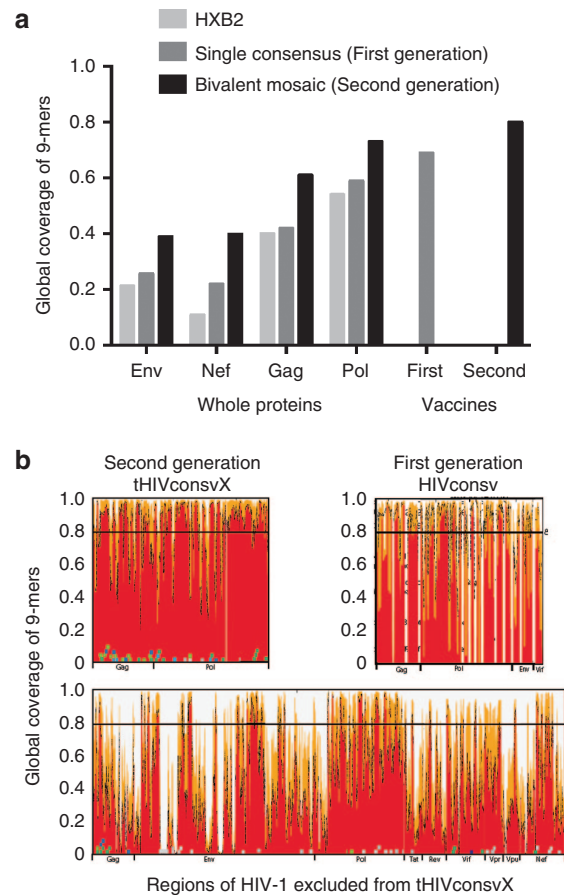 a
HXB2
Single consensus (First generation)
Bivalent mosaic (Second generation)
Global coverage of 9-mers
1.0
0.8
0.6
0.4
0.2
0.0
Env Nef Gag Pol First Second
Whole proteins Vaccines
b
Second generation
tHIVconsvX
First generation
HIVconsv
Global coverage of 9-mers
1.0
0.8
0.6
0.4
0.2
0
Gag Pol
1.0
0.8
0.6
0.4
0.2
0
Gag Pol Env Vif
1.0
0.8
0.6
0.4
0.2
0
Gag Env Pol Tat Rev Vif Vpr Vpu Nef
Regions of HIV-1 excluded from tHIVconsvX